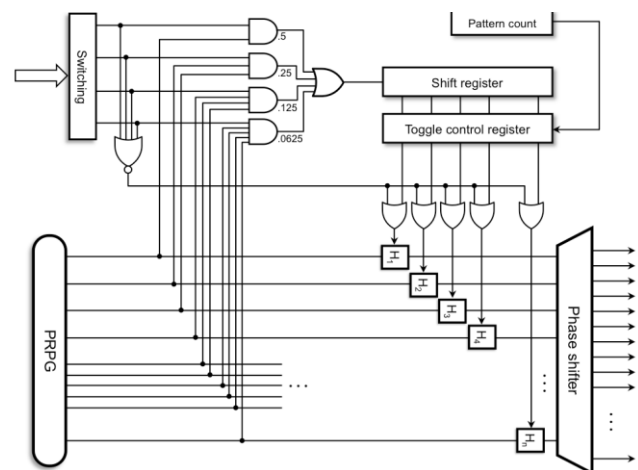 Pattern count
Switching
.5
.25
.125
.0625
Shift register
Toggle control register
PRPG
H1
H2
H3
H4
Hn
Phase shifter
...
...
...